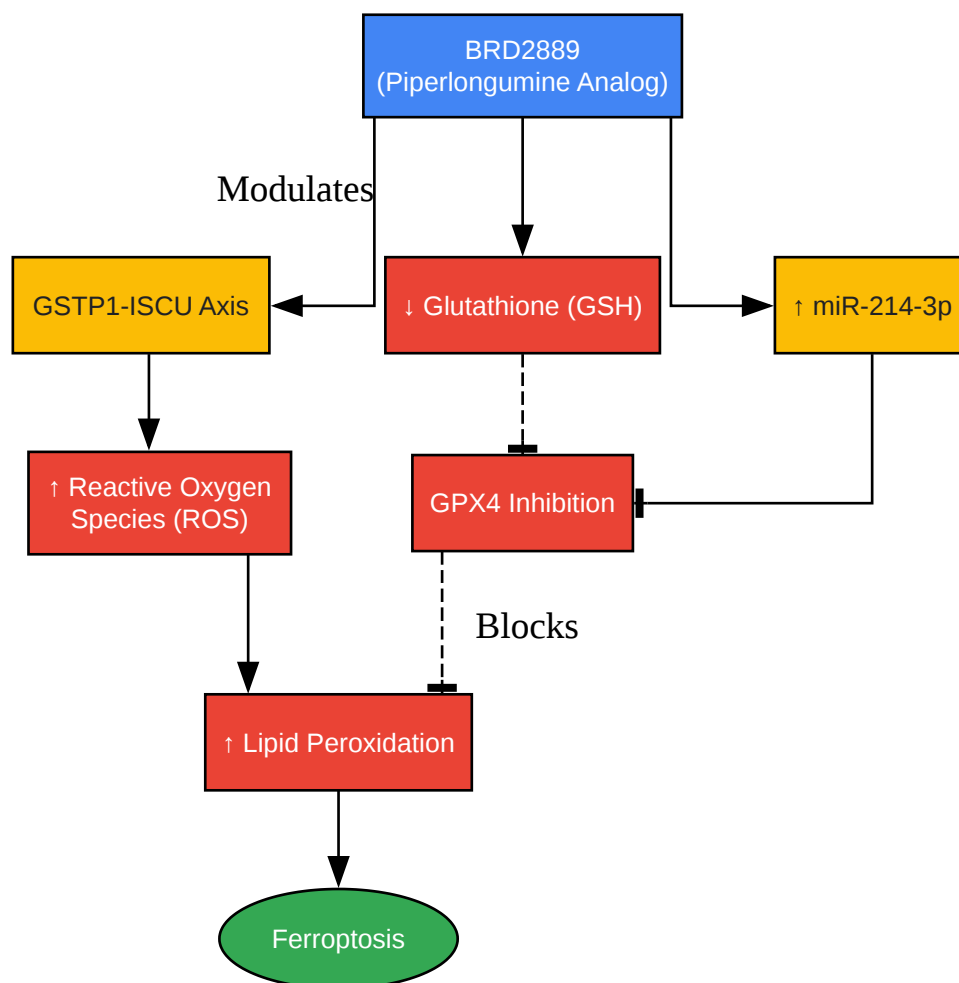 BRD2889
(Piperlongumine Analog)
Modulates
GSTP1-ISCU Axis
↓ Glutathione (GSH)
↑ miR-214-3p
↑ Reactive Oxygen
Species (ROS)
GPX4 Inhibition
Blocks
↑ Lipid Peroxidation
Ferroptosis